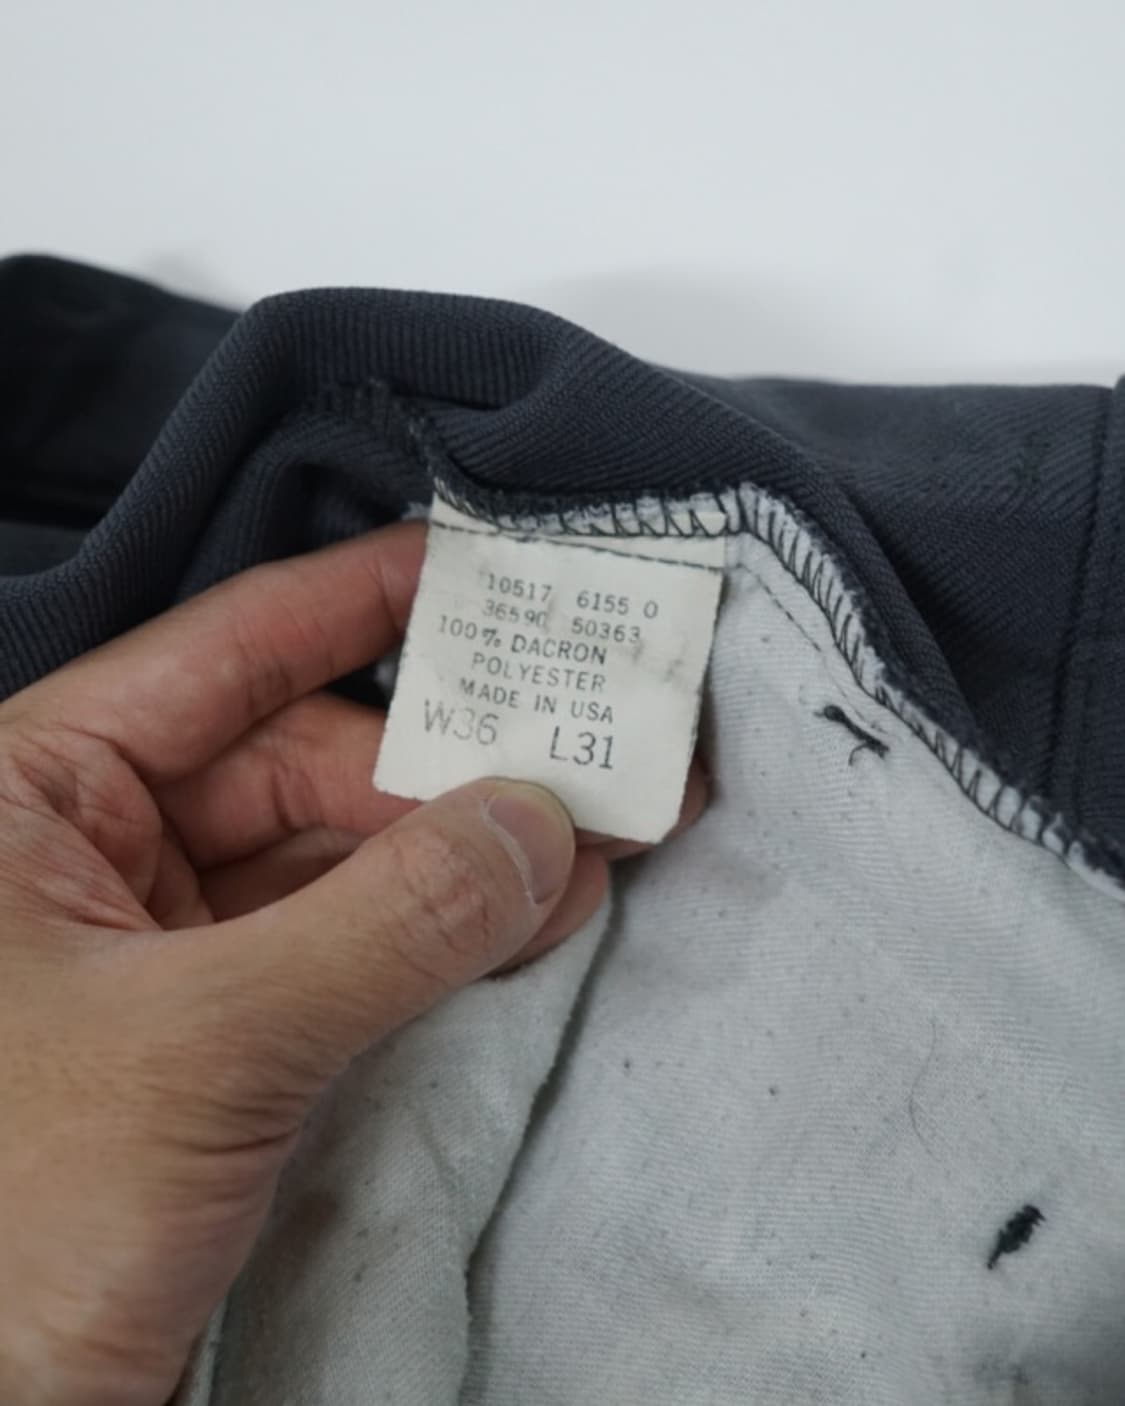 10517 6155 0
36590 50363
100% DACRON
POLYESTER
MADE IN USA
W36 L31